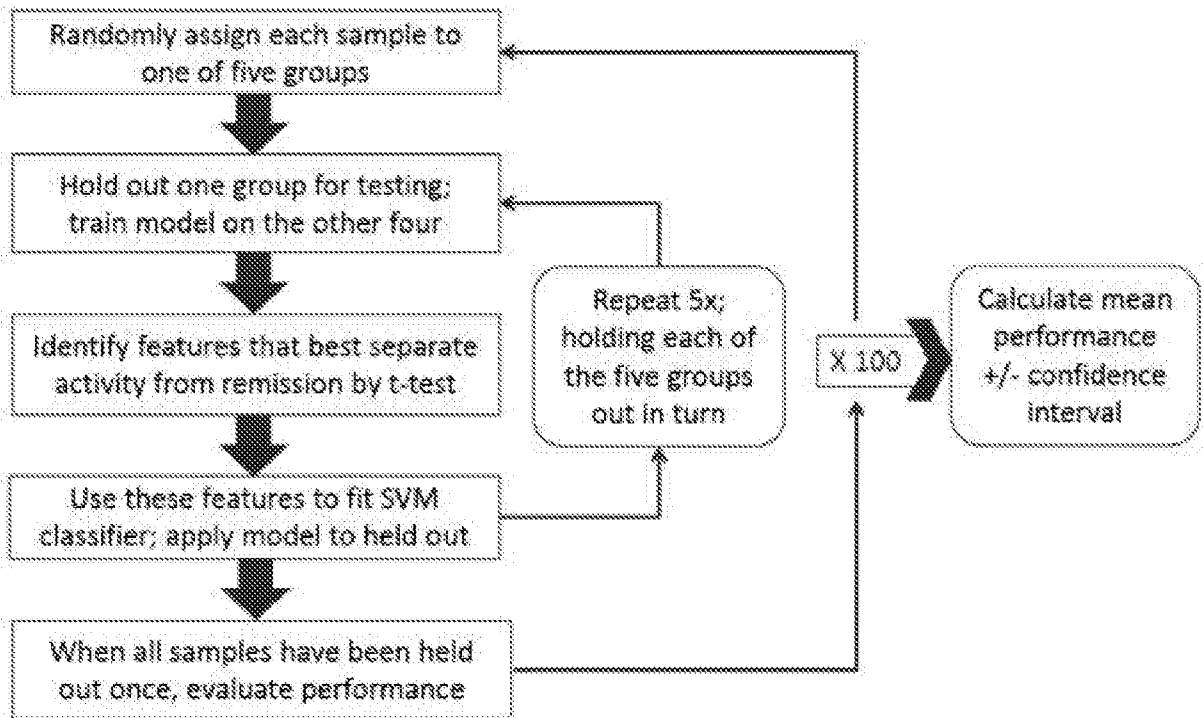 Randomly assign each sample to
one of five groups
Hold out one group for testing;
train model on the other four
Identify features that best separate
activity from remission by t-test
Use these features to fit SVM
classifier; apply model to held out
When all samples have been held
out once, evaluate performance
Repeat 5x;
holding each of
the five groups
out in turn
X 100
Calculate mean
performance
+/- confidence
interval